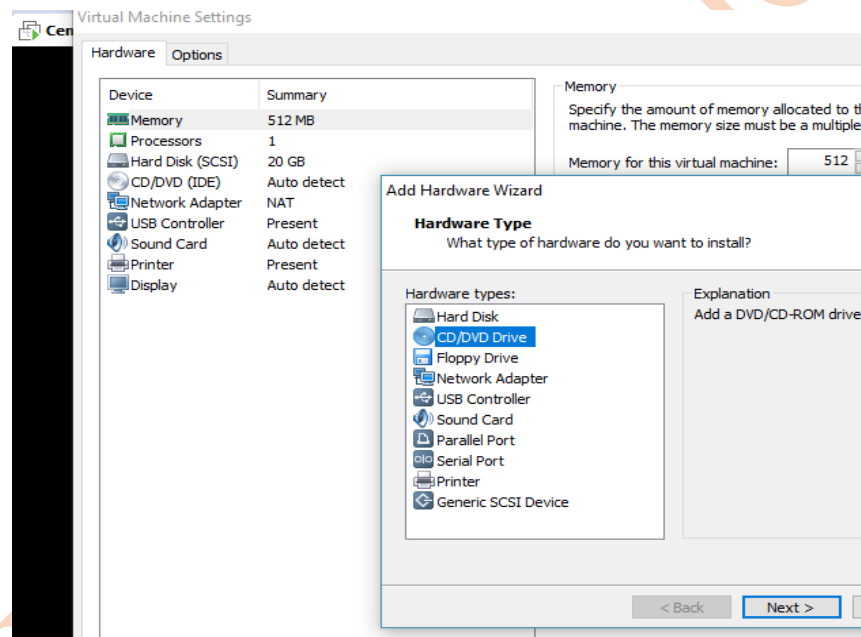 Virtual Machine Settings
Cen
Hardware Options
Device Summary
Memory 512 MB
Processors 1
Hard Disk (SCSI) 20 GB
CD/DVD (IDE) Auto detect
Network Adapter NAT
USB Controller Present
Sound Card Auto detect
Printer Present
Display Auto detect
Memory
Specify the amount of memory allocated to th
machine. The memory size must be a multiple
Memory for this virtual machine: 512
Add Hardware Wizard
Hardware Type
What type of hardware do you want to install?
Hardware types:
Hard Disk
CD/DVD Drive
Floppy Drive
Network Adapter
USB Controller
Sound Card
Parallel Port
Serial Port
Printer
Generic SCSI Device
Explanation
Add a DVD/CD-ROM drive
< Back Next >